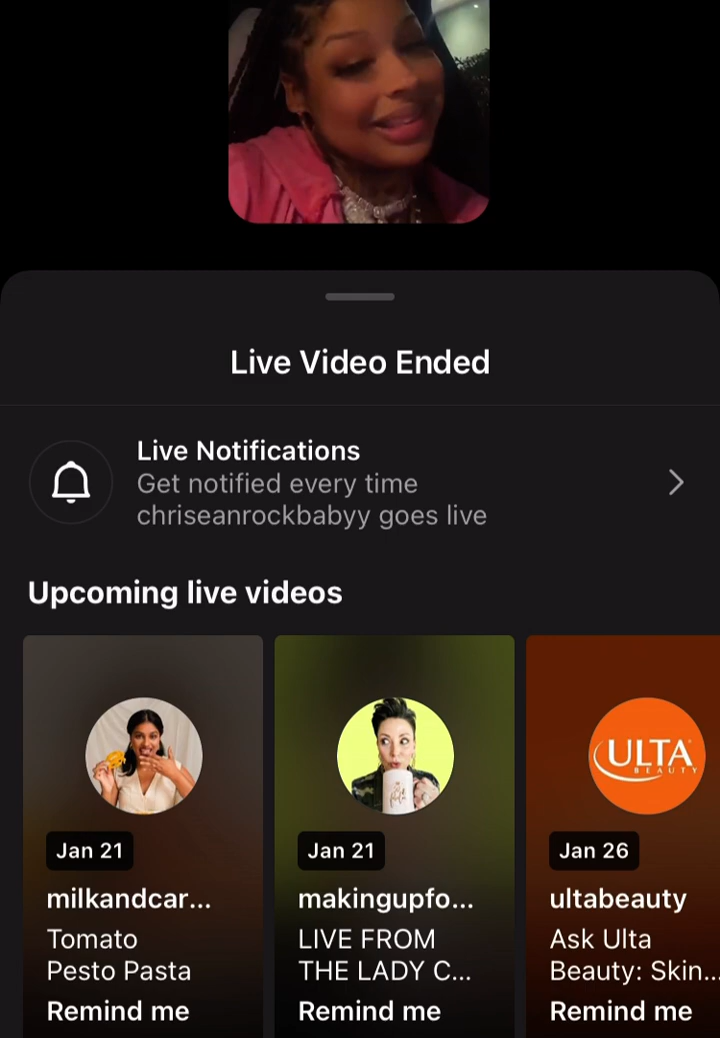 Live Video Ended
Live Notifications
Get notified every time
chriseanrockbabyy goes live
Upcoming live videos
Jan 21
milkandcar...
Tomato
Pesto Pasta
Remind me
Jan 21
makingupfo...
LIVE FROM
THE LADY C...
Remind me
ULTA
BEAUTY
Jan 26
ultabeauty
Ask Ulta
Beauty: Skin...
Remind me